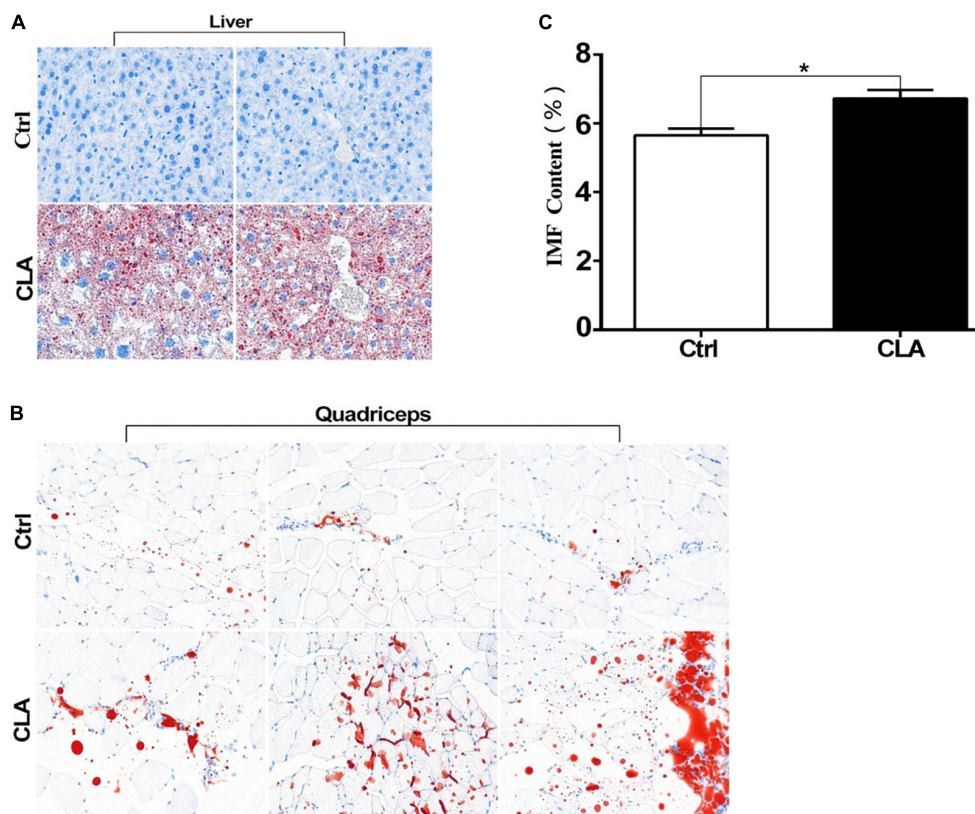 A
Liver
Ctrl
CLA
B
Quadriceps
Ctrl
CLA
C
IMF Content (%)
8
6
4
2
0
*
Ctrl
CLA